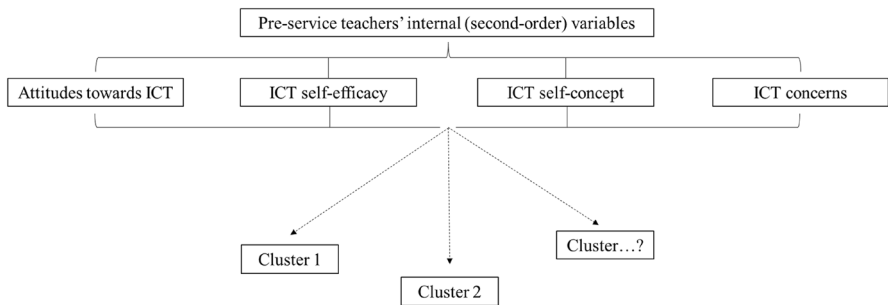 Pre-service teachers' internal (second-order) variables
Attitudes towards ICT
ICT self-efficacy
ICT self-concept
ICT concerns
Cluster 1
Cluster 2
Cluster…?